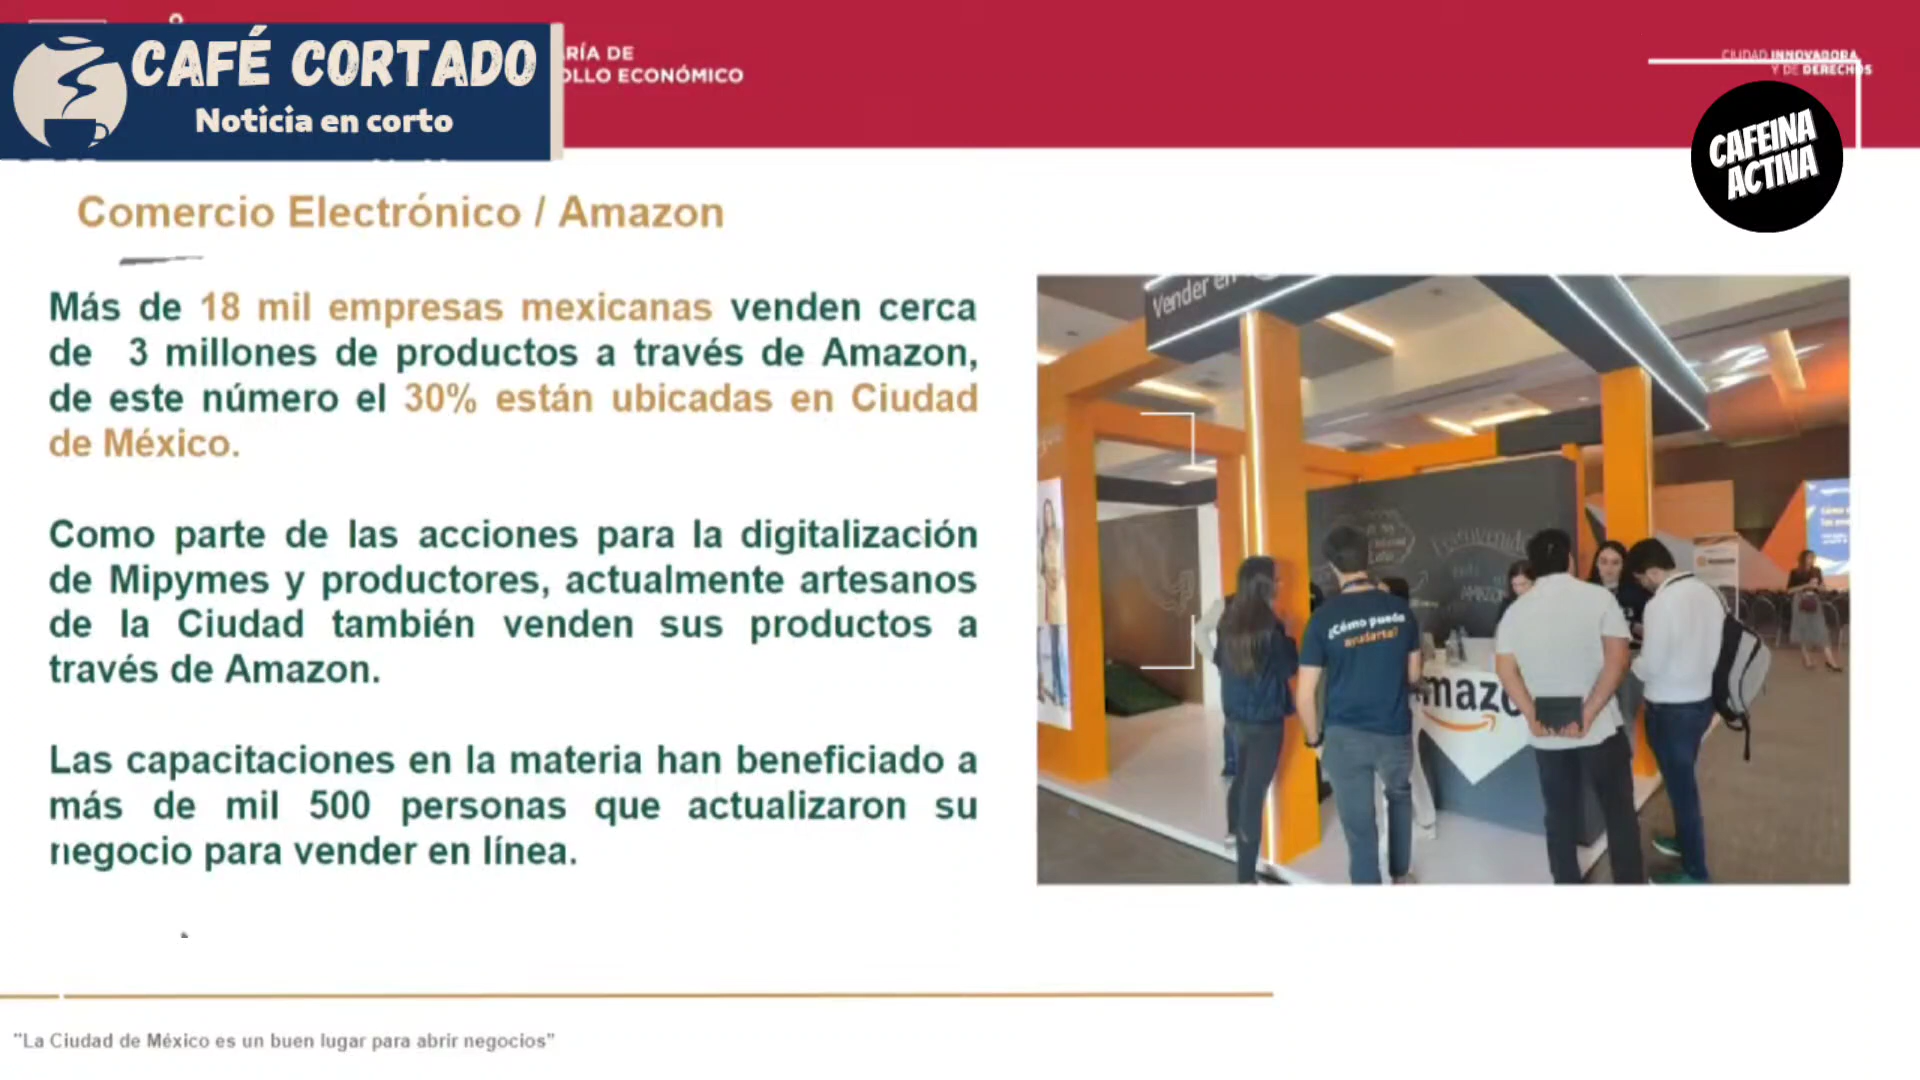 CAFÉ CORTADO
Noticia en corto
RÍA DE
OLLO ECONÓMICO
CIUDAD INNOVADORA
Y DE DERECHOS
CAFEINA
ACTIVA
Comercio Electrónico / Amazon
Más de 18 mil empresas mexicanas venden cerca
de 3 millones de productos a través de Amazon,
de este número el 30% están ubicadas en Ciudad
de México.
Como parte de las acciones para la digitalización
de Mipymes y productores, actualmente artesanos
de la Ciudad también venden sus productos a
través de Amazon.
Las capacitaciones en la materia han beneficiado a
más de mil 500 personas que actualizaron su
negocio para vender en línea.
Vender en
Bienvenido
AMAZON
¿Cómo puedo
ayudarte?
mazo
"La Ciudad de México es un buen lugar para abrir negocios"